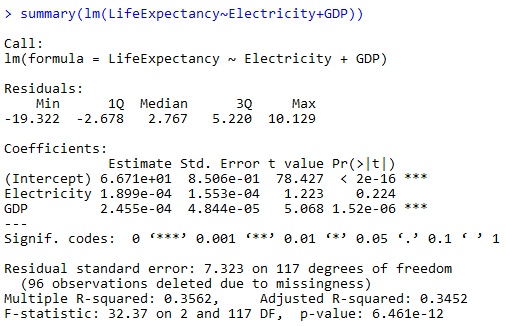 > summary(lm(LifeExpectancy~Electricity+GDP))
Call:
lm(formula = LifeExpectancy ~ Electricity + GDP)
Residuals:
    Min      1Q  Median      3Q     Max
-19.322  -2.678   2.767   5.220  10.129
Coefficients:
             Estimate Std. Error t value Pr(>|t|)
(Intercept) 6.671e+01  8.506e-01  78.427  < 2e-16 ***
Electricity 1.899e-04  1.553e-04   1.223    0.224
GDP         2.455e-04  4.844e-05   5.068 1.52e-06 ***
---
Signif. codes:  0 ‘***’ 0.001 ‘**’ 0.01 ‘*’ 0.05 ‘.’ 0.1 ‘ ’ 1
Residual standard error: 7.323 on 117 degrees of freedom
  (96 observations deleted due to missingness)
Multiple R-squared: 0.3562,     Adjusted R-squared: 0.3452
F-statistic: 32.37 on 2 and 117 DF,  p-value: 6.461e-12